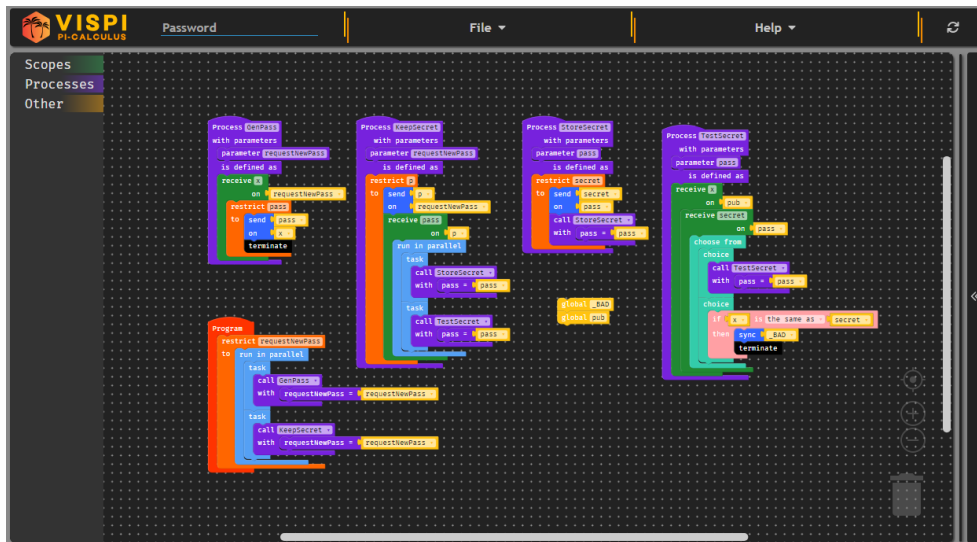 VISPI
PI-CALCULUS
Password
File
Help
Scopes
Processes
Other
Process GenPass
with parameters
parameter requestNewPass
is defined as
receive x
on requestNewPass
restrict pass
to send pass
on x
terminate
Process KeepSecret
with parameters
parameter requestNewPass
is defined as
restrict p
to send p
on requestNewPass
receive pass
on p
run in parallel
task
call StoreSecret
with pass = pass
task
call TestSecret
with pass = pass
Process StoreSecret
with parameters
parameter pass
is defined as
restrict secret
to send secret
on pass
call StoreSecret
with pass = pass
global _BAD
global pub
Process TestSecret
with parameters
parameter pass
is defined as
receive x
on pub
receive secret
on pass
choose from
choice
call TestSecret
with pass = pass
choice
if x is the same as secret
then sync _BAD
terminate
Program
restrict requestNewPass
to run in parallel
task
call GenPass
with requestNewPass = requestNewPass
task
call KeepSecret
with requestNewPass = requestNewPass